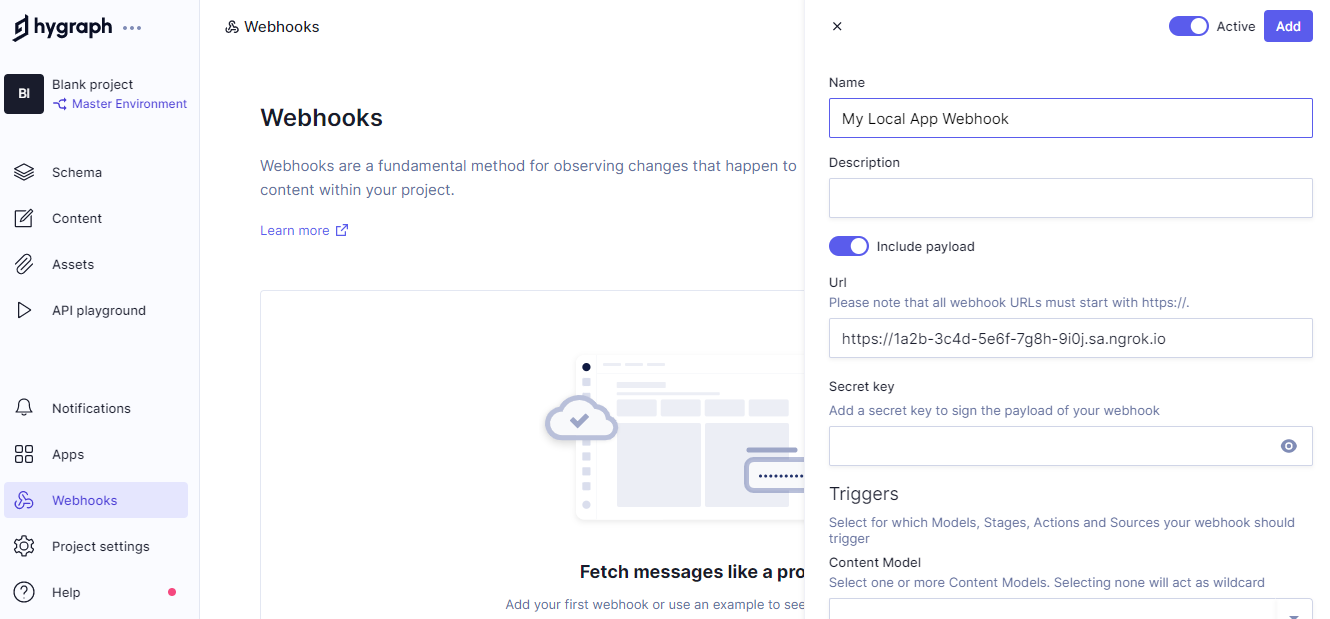 hygraph
BI
Blank project
Master Environment
Schema
Content
Assets
API playground
Notifications
Apps
Webhooks
Project settings
Help
Webhooks
Webhooks
Webhooks are a fundamental method for observing changes that happen to
content within your project.
Learn more
Fetch messages like a pro
Add your first webhook or use an example to see
Active
Add
Name
My Local App Webhook
Description
Include payload
Url
Please note that all webhook URLs must start with https://.
https://1a2b-3c4d-5e6f-7g8h-9i0j.sa.ngrok.io
Secret key
Add a secret key to sign the payload of your webhook
Triggers
Select for which Models, Stages, Actions and Sources your webhook should
trigger
Content Model
Select one or more Content Models. Selecting none will act as wildcard